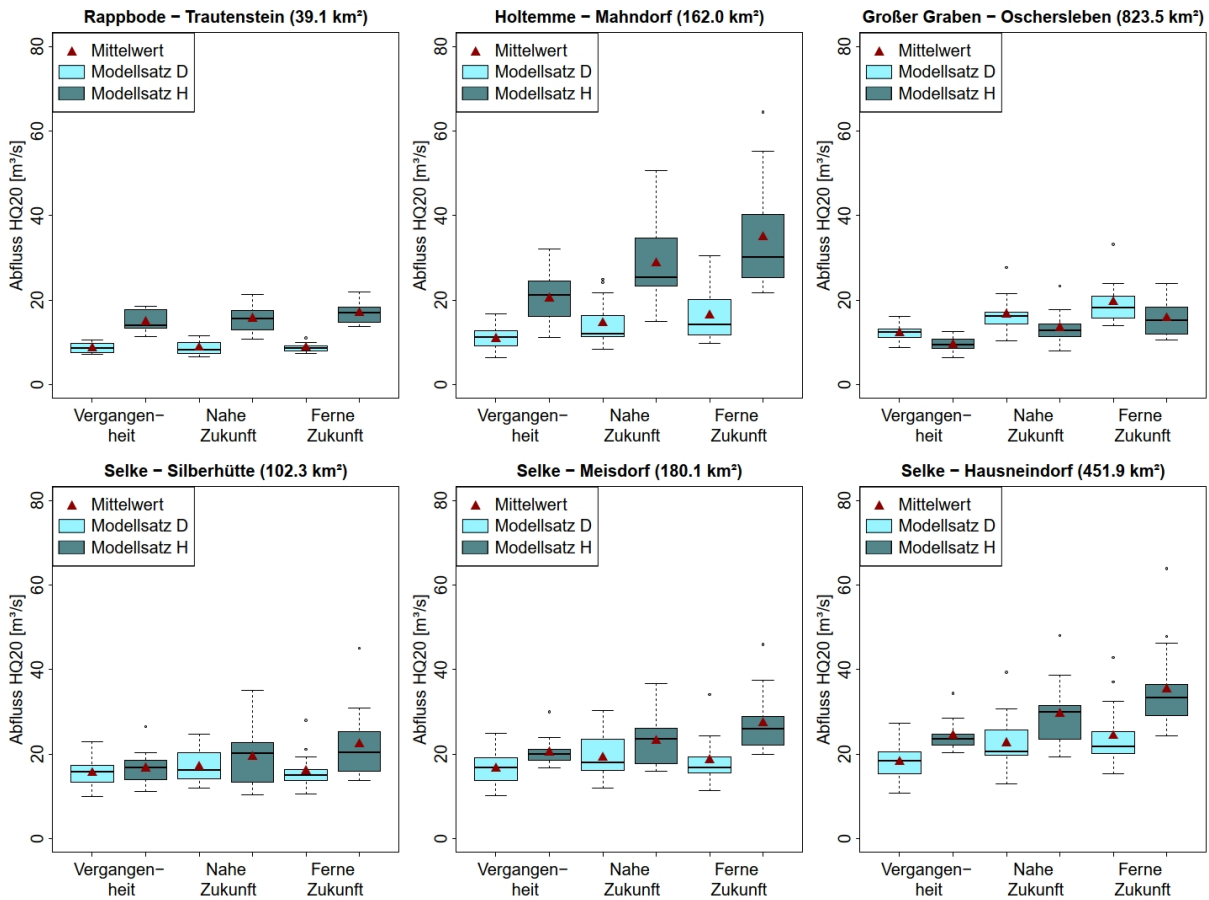 Rappbode − Trautenstein (39.1 km²)
Abfluss HQ20 [m³/s]
80
60
40
20
0
Mittelwert
Modellsatz D
Modellsatz H
Vergangen−
heit
Nahe
Zukunft
Ferne
Zukunft
Holtemme − Mahndorf (162.0 km²)
Abfluss HQ20 [m³/s]
80
60
40
20
0
Mittelwert
Modellsatz D
Modellsatz H
Vergangen−
heit
Nahe
Zukunft
Ferne
Zukunft
Großer Graben − Oschersleben (823.5 km²)
Abfluss HQ20 [m³/s]
80
60
40
20
0
Mittelwert
Modellsatz D
Modellsatz H
Vergangen−
heit
Nahe
Zukunft
Ferne
Zukunft
Selke − Silberhütte (102.3 km²)
Abfluss HQ20 [m³/s]
80
60
40
20
0
Mittelwert
Modellsatz D
Modellsatz H
Vergangen−
heit
Nahe
Zukunft
Ferne
Zukunft
Selke − Meisdorf (180.1 km²)
Abfluss HQ20 [m³/s]
80
60
40
20
0
Mittelwert
Modellsatz D
Modellsatz H
Vergangen−
heit
Nahe
Zukunft
Ferne
Zukunft
Selke − Hausneindorf (451.9 km²)
Abfluss HQ20 [m³/s]
80
60
40
20
0
Mittelwert
Modellsatz D
Modellsatz H
Vergangen−
heit
Nahe
Zukunft
Ferne
Zukunft